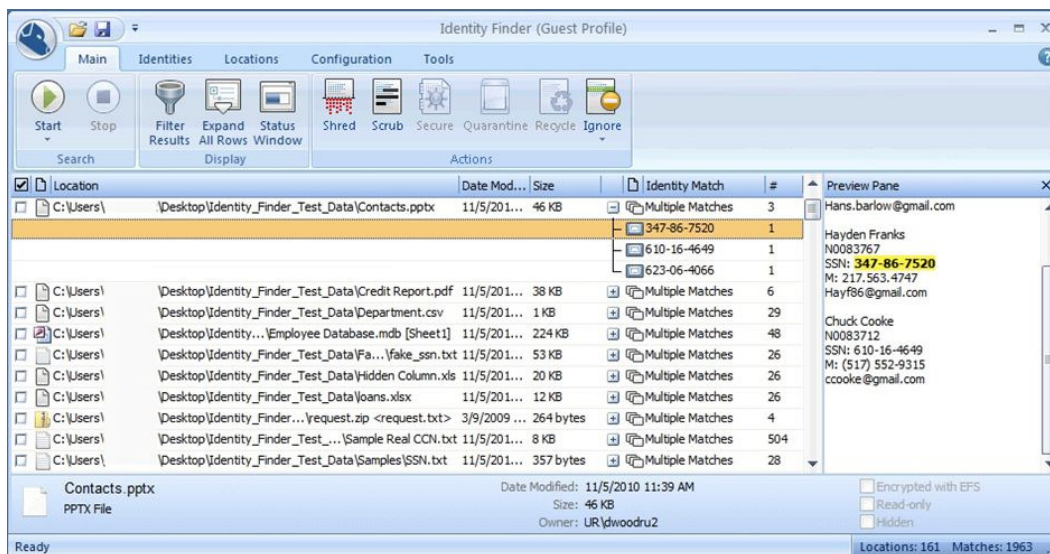 Identity Finder (Guest Profile)
Main Identities Locations Configuration Tools
Start Stop Filter Results Expand All Rows Status Window Shred Scrub Secure Quarantine Recycle Ignore
Search Display Actions
Location Date Mod... Size Identity Match # Preview Pane
C:\Users\ \Desktop\Identity_Finder_Test_Data\Contacts.pptx 11/5/201... 46 KB Multiple Matches 3
347-86-7520 1
610-16-4649 1
623-06-4066 1
C:\Users\ \Desktop\Identity_Finder_Test_Data\Credit Report.pdf 11/5/201... 38 KB Multiple Matches 6
C:\Users\ \Desktop\Identity_Finder_Test_Data\Department.csv 11/5/201... 1 KB Multiple Matches 29
C:\Users\ \Desktop\Identity...\Employee Database.mdb [Sheet1] 11/5/201... 224 KB Multiple Matches 48
C:\Users\ \Desktop\Identity_Finder_Test_Data\Fa...\fake_ssn.txt 11/5/201... 53 KB Multiple Matches 26
C:\Users\ \Desktop\Identity_Finder_Test_Data\Hidden Column.xls 11/5/201... 20 KB Multiple Matches 26
C:\Users\ \Desktop\Identity_Finder_Test_Data\loans.xlsx 11/5/201... 12 KB Multiple Matches 26
C:\Users\ \Desktop\Identity_Finder...\request.zip <request.txt> 3/9/2009 ... 264 bytes Multiple Matches 4
C:\Users\ \Desktop\Identity_Finder_Test_...\Sample Real CCN.txt 11/5/201... 8 KB Multiple Matches 504
C:\Users\ \Desktop\Identity_Finder_Test_Data\Samples\SSN.txt 11/5/201... 357 bytes Multiple Matches 28
Hans.barlow@gmail.com
Hayden Franks
N0083767
SSN: 347-86-7520
M: 217.563.4747
Hayf86@gmail.com
Chuck Cooke
N0083712
SSN: 610-16-4649
M: (517) 552-9315
ccooke@gmail.com
Contacts.pptx
PPTX File
Date Modified: 11/5/2010 11:39 AM
Size: 46 KB
Owner: UR\dwoodru2
Encrypted with EFS
Read-only
Hidden
Ready Locations: 161 Matches: 1963